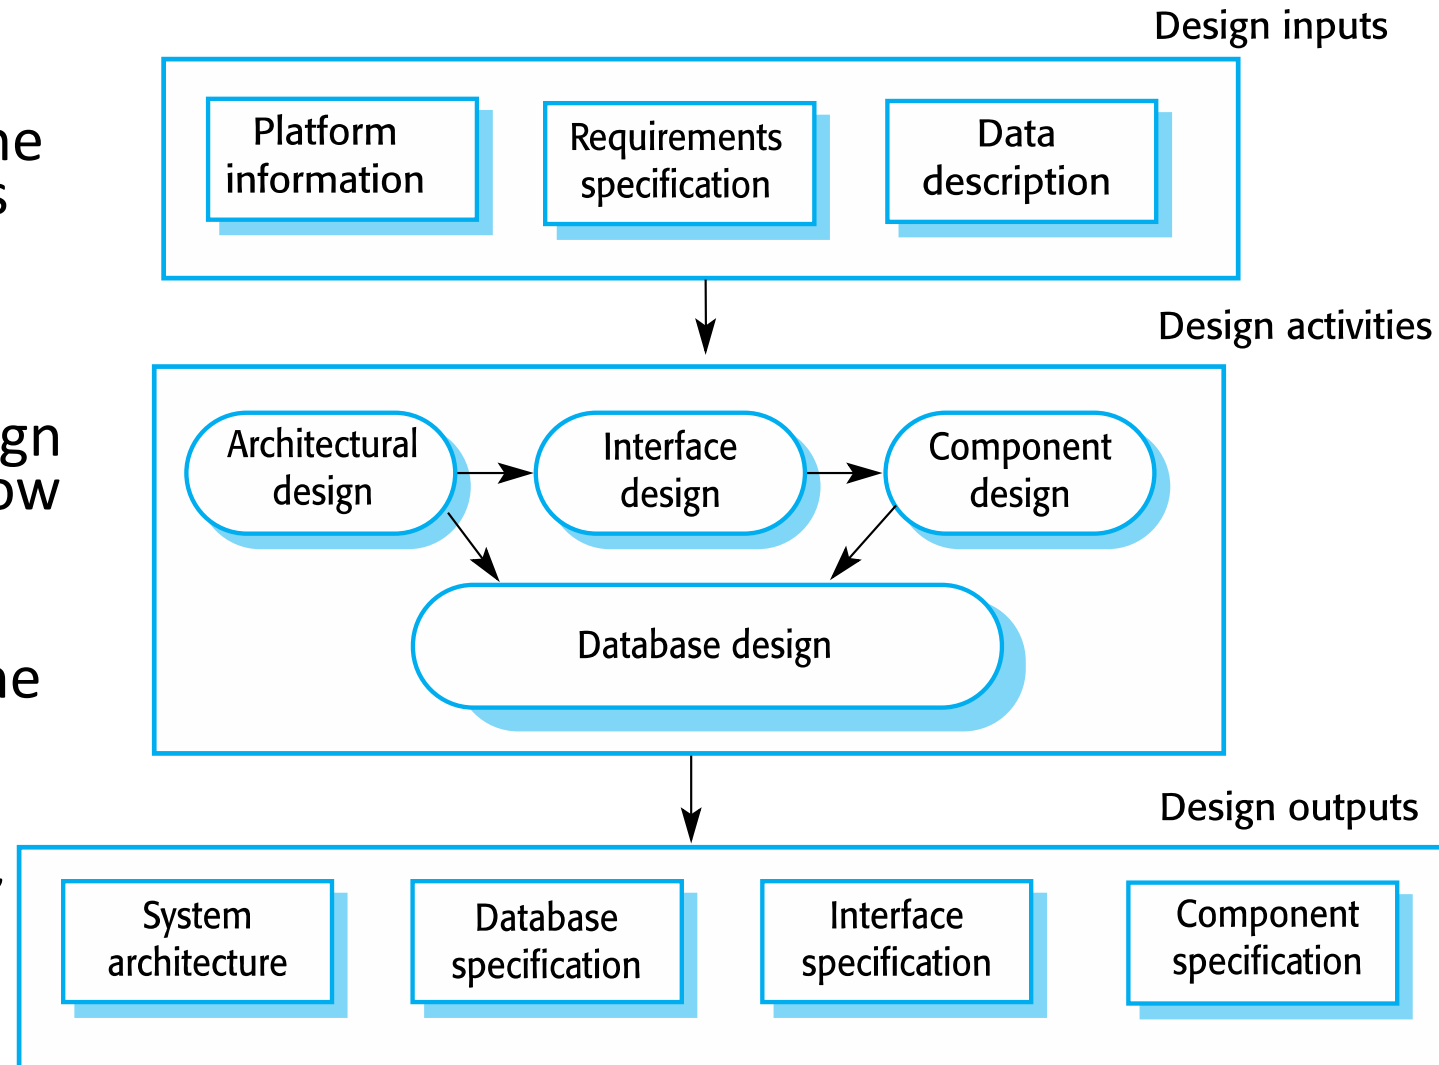 Design inputs
Platform
information
Requirements
specification
Data
description
Design activities
Architectural
design
Interface
design
Component
design
Database design
Design outputs
System
architecture
Database
specification
Interface
specification
Component
specification